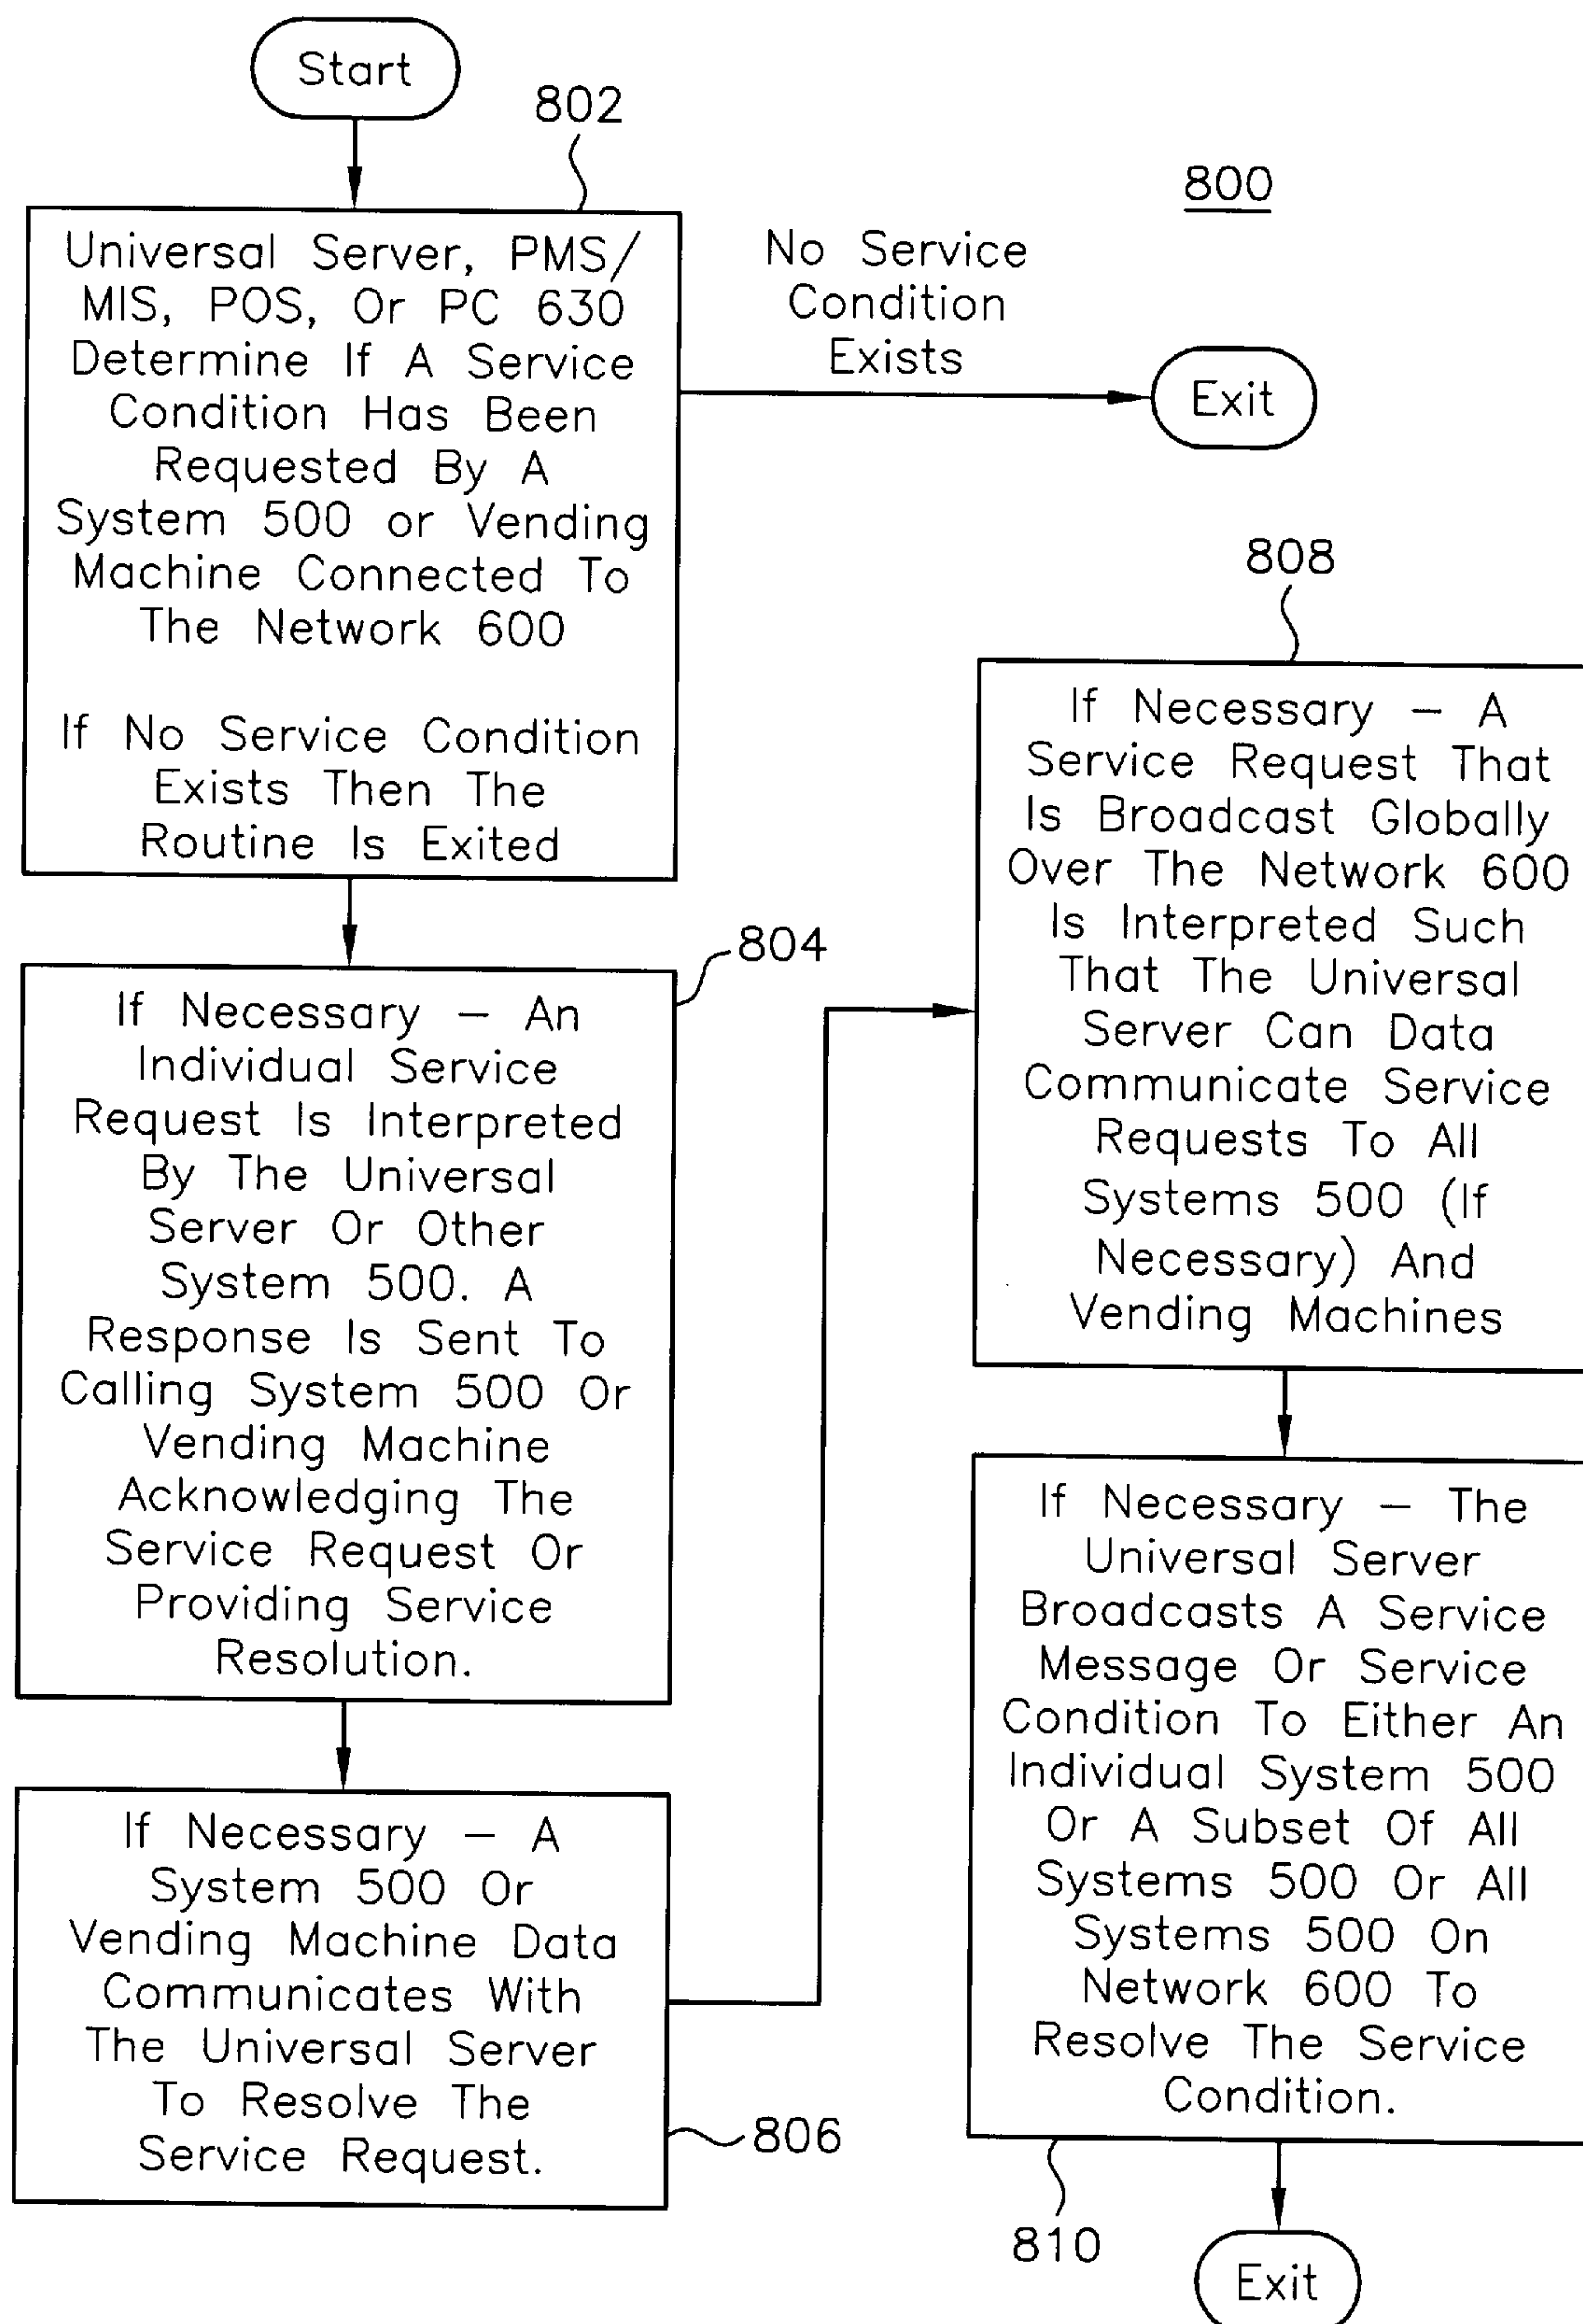 Start
802
800
Universal Server, PMS/
MIS, POS, Or PC 630
Determine If A Service
Condition Has Been
Requested By A
System 500 or Vending
Machine Connected To
The Network 600
If No Service Condition
Exists Then The
Routine Is Exited
No Service
Condition
Exists
Exit
804
If Necessary – An
Individual Service
Request Is Interpreted
By The Universal
Server Or Other
System 500. A
Response Is Sent To
Calling System 500 Or
Vending Machine
Acknowledging The
Service Request Or
Providing Service
Resolution.
If Necessary – A
System 500 Or
Vending Machine Data
Communicates With
The Universal Server
To Resolve The
Service Request.
806
808
If Necessary – A
Service Request That
Is Broadcast Globally
Over The Network 600
Is Interpreted Such
That The Universal
Server Can Data
Communicate Service
Requests To All
Systems 500 (If
Necessary) And
Vending Machines
If Necessary – The
Universal Server
Broadcasts A Service
Message Or Service
Condition To Either An
Individual System 500
Or A Subset Of All
Systems 500 Or All
Systems 500 On
Network 600 To
Resolve The Service
Condition.
810
Exit